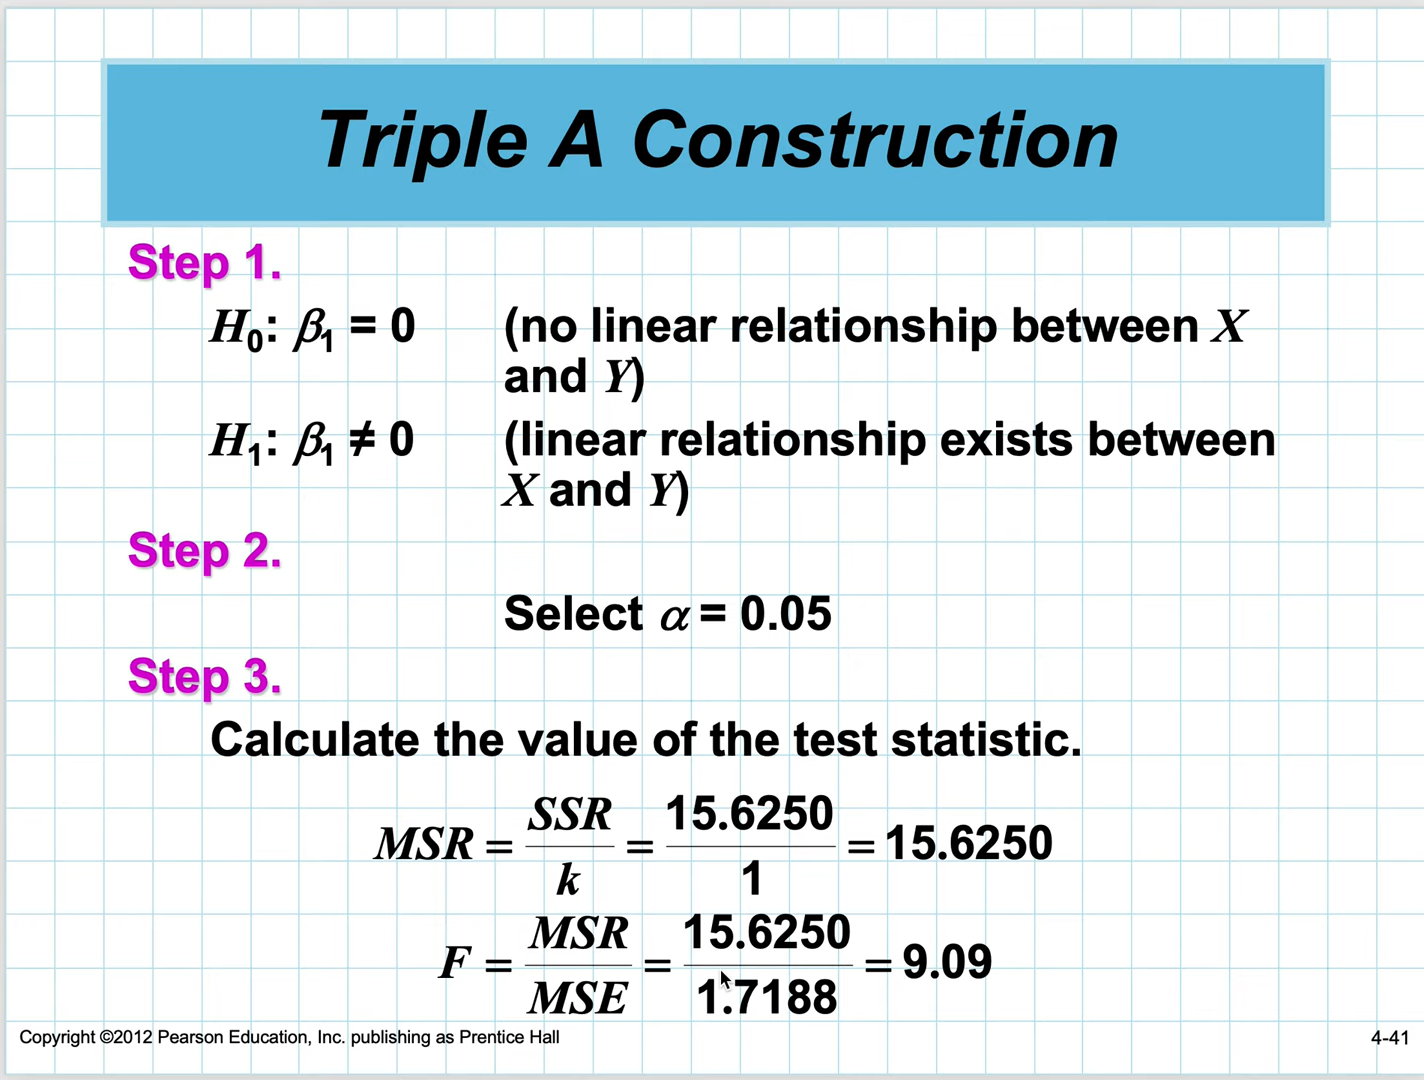 Triple A Construction
Step 1.
H₀: β₁ = 0 (no linear relationship between X
and Y)
H₁: β₁ ≠ 0 (linear relationship exists between
X and Y)
Step 2.
Select α = 0.05
Step 3.
Calculate the value of the test statistic.
MSR = SSR/k = 15.6250/1 = 15.6250
F = MSR/MSE = 15.6250/1.7188 = 9.09
Copyright ©2012 Pearson Education, Inc. publishing as Prentice Hall 4-41